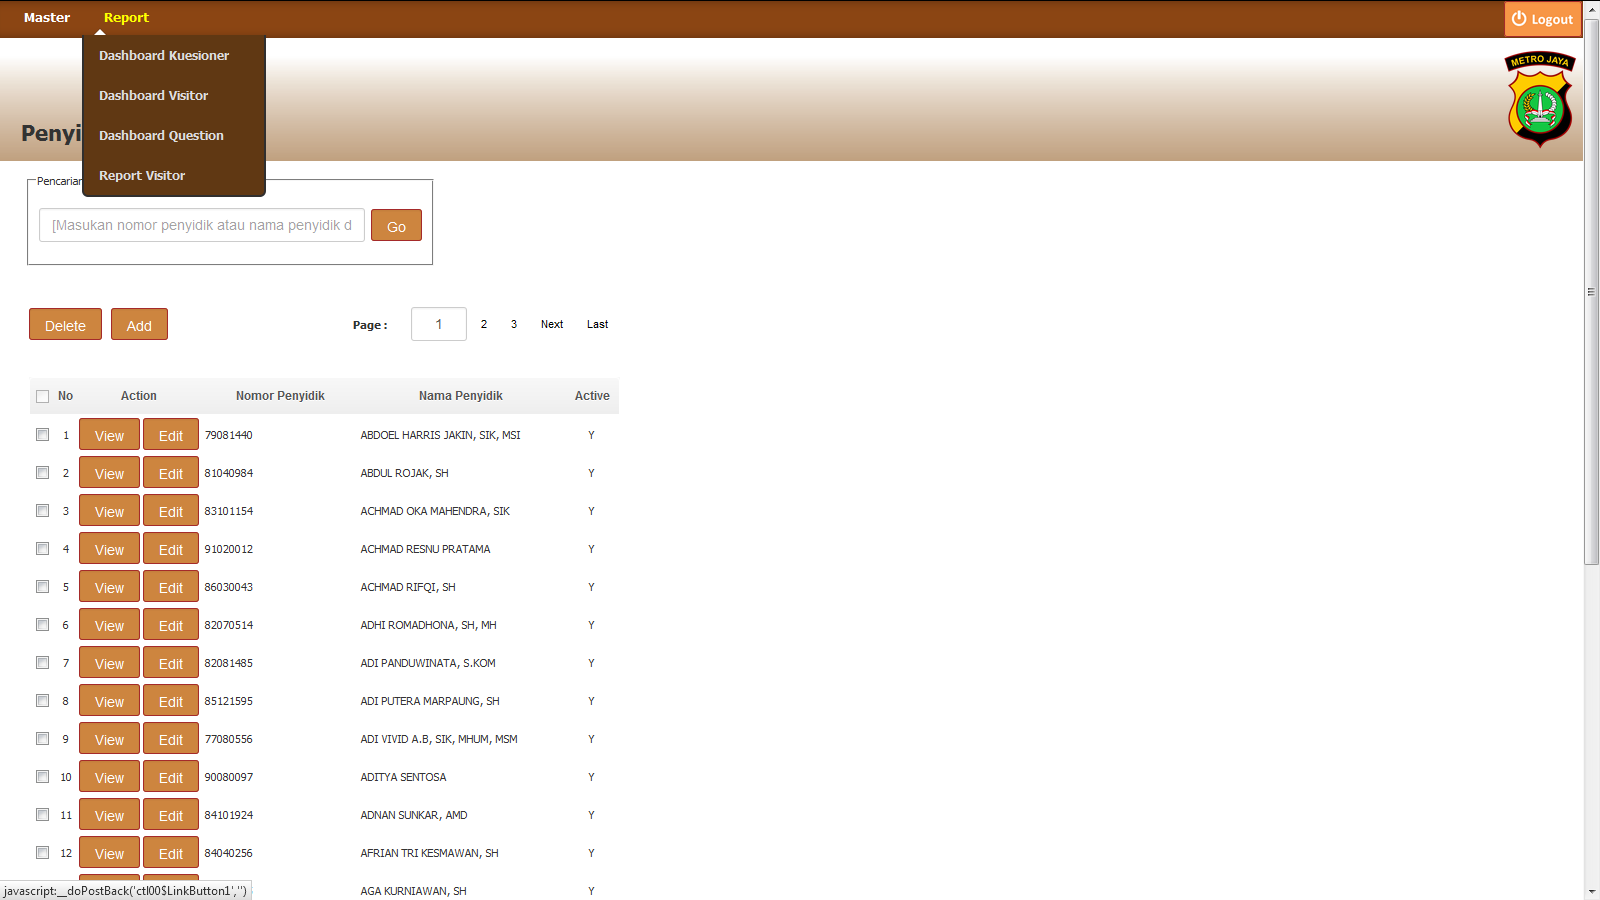 Master Report Logout
METRO JAYA
Dashboard Kuesioner
Dashboard Visitor
Dashboard Question
Report Visitor
Penyi
Pencarian
[Masukan nomor penyidik atau nama penyidik d Go
Delete Add Page : 1 2 3 Next Last
No Action Nomor Penyidik Nama Penyidik Active
1 View Edit 79081440 ABDOEL HARRIS JAKIN, SIK, MSI Y
2 View Edit 81040984 ABDUL ROJAK, SH Y
3 View Edit 83101154 ACHMAD OKA MAHENDRA, SIK Y
4 View Edit 91020012 ACHMAD RESNU PRATAMA Y
5 View Edit 86030043 ACHMAD RIFQI, SH Y
6 View Edit 82070514 ADHI ROMADHONA, SH, MH Y
7 View Edit 82081485 ADI PANDUWINATA, S.KOM Y
8 View Edit 85121595 ADI PUTERA MARPAUNG, SH Y
9 View Edit 77080556 ADI VIVID A.B, SIK, MHUM, MSM Y
10 View Edit 90080097 ADITYA SENTOSA Y
11 View Edit 84101924 ADNAN SUNKAR, AMD Y
12 View Edit 84040256 AFRIAN TRI KESMAWAN, SH Y
AGA KURNIAWAN, SH Y
javascript:__doPostBack('ctl00$LinkButton1','')